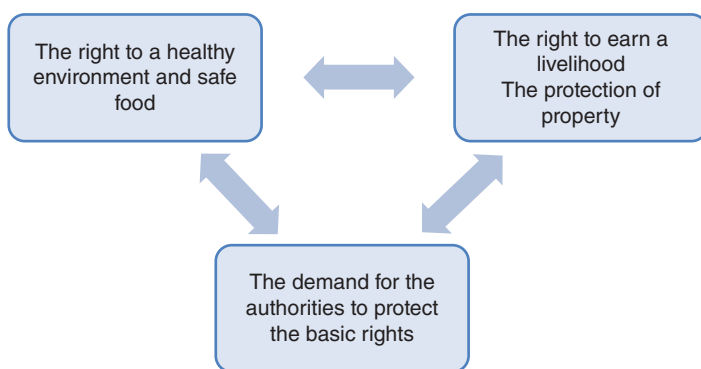 The right to a healthy
environment and safe
food
The right to earn a
livelihood
The protection of
property
The demand for the
authorities to protect
the basic rights